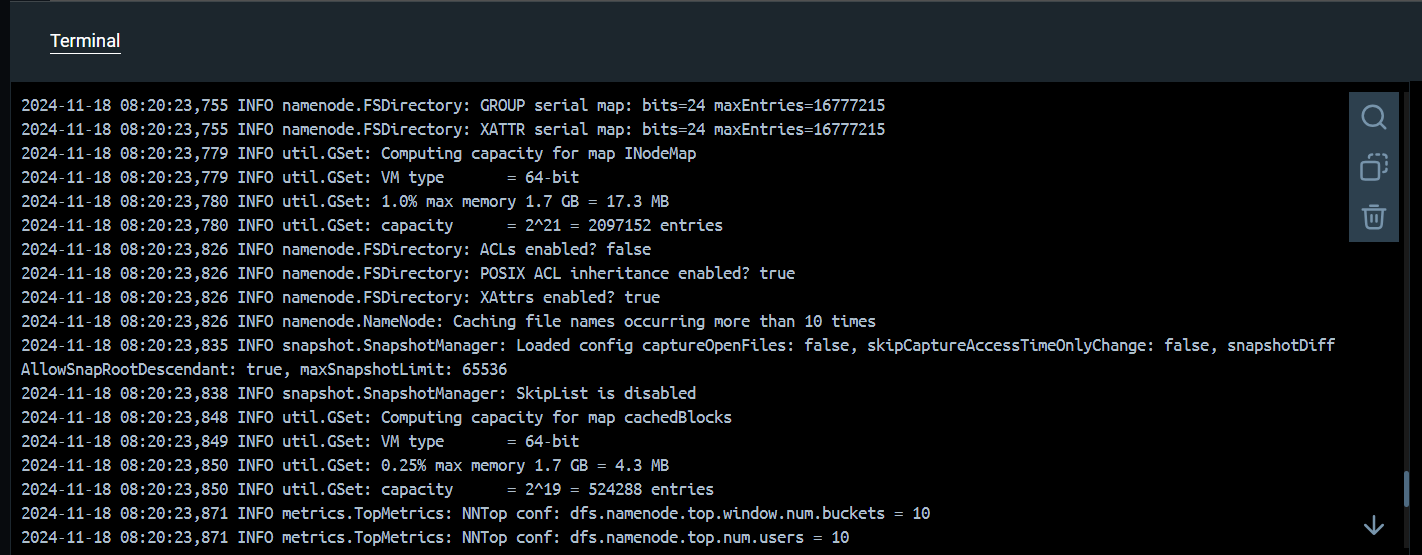 Terminal
2024-11-18 08:20:23,755 INFO namenode.FSDirectory: GROUP serial map: bits=24 maxEntries=16777215
2024-11-18 08:20:23,755 INFO namenode.FSDirectory: XATTR serial map: bits=24 maxEntries=16777215
2024-11-18 08:20:23,779 INFO util.GSet: Computing capacity for map INodeMap
2024-11-18 08:20:23,779 INFO util.GSet: VM type       = 64-bit
2024-11-18 08:20:23,780 INFO util.GSet: 1.0% max memory 1.7 GB = 17.3 MB
2024-11-18 08:20:23,780 INFO util.GSet: capacity      = 2^21 = 2097152 entries
2024-11-18 08:20:23,826 INFO namenode.FSDirectory: ACLs enabled? false
2024-11-18 08:20:23,826 INFO namenode.FSDirectory: POSIX ACL inheritance enabled? true
2024-11-18 08:20:23,826 INFO namenode.FSDirectory: XAttrs enabled? true
2024-11-18 08:20:23,826 INFO namenode.NameNode: Caching file names occurring more than 10 times
2024-11-18 08:20:23,835 INFO snapshot.SnapshotManager: Loaded config captureOpenFiles: false, skipCaptureAccessTimeOnlyChange: false, snapshotDiff
AllowSnapRootDescendant: true, maxSnapshotLimit: 65536
2024-11-18 08:20:23,838 INFO snapshot.SnapshotManager: SkipList is disabled
2024-11-18 08:20:23,848 INFO util.GSet: Computing capacity for map cachedBlocks
2024-11-18 08:20:23,849 INFO util.GSet: VM type       = 64-bit
2024-11-18 08:20:23,850 INFO util.GSet: 0.25% max memory 1.7 GB = 4.3 MB
2024-11-18 08:20:23,850 INFO util.GSet: capacity      = 2^19 = 524288 entries
2024-11-18 08:20:23,871 INFO metrics.TopMetrics: NNTop conf: dfs.namenode.top.window.num.buckets = 10
2024-11-18 08:20:23,871 INFO metrics.TopMetrics: NNTop conf: dfs.namenode.top.num.users = 10